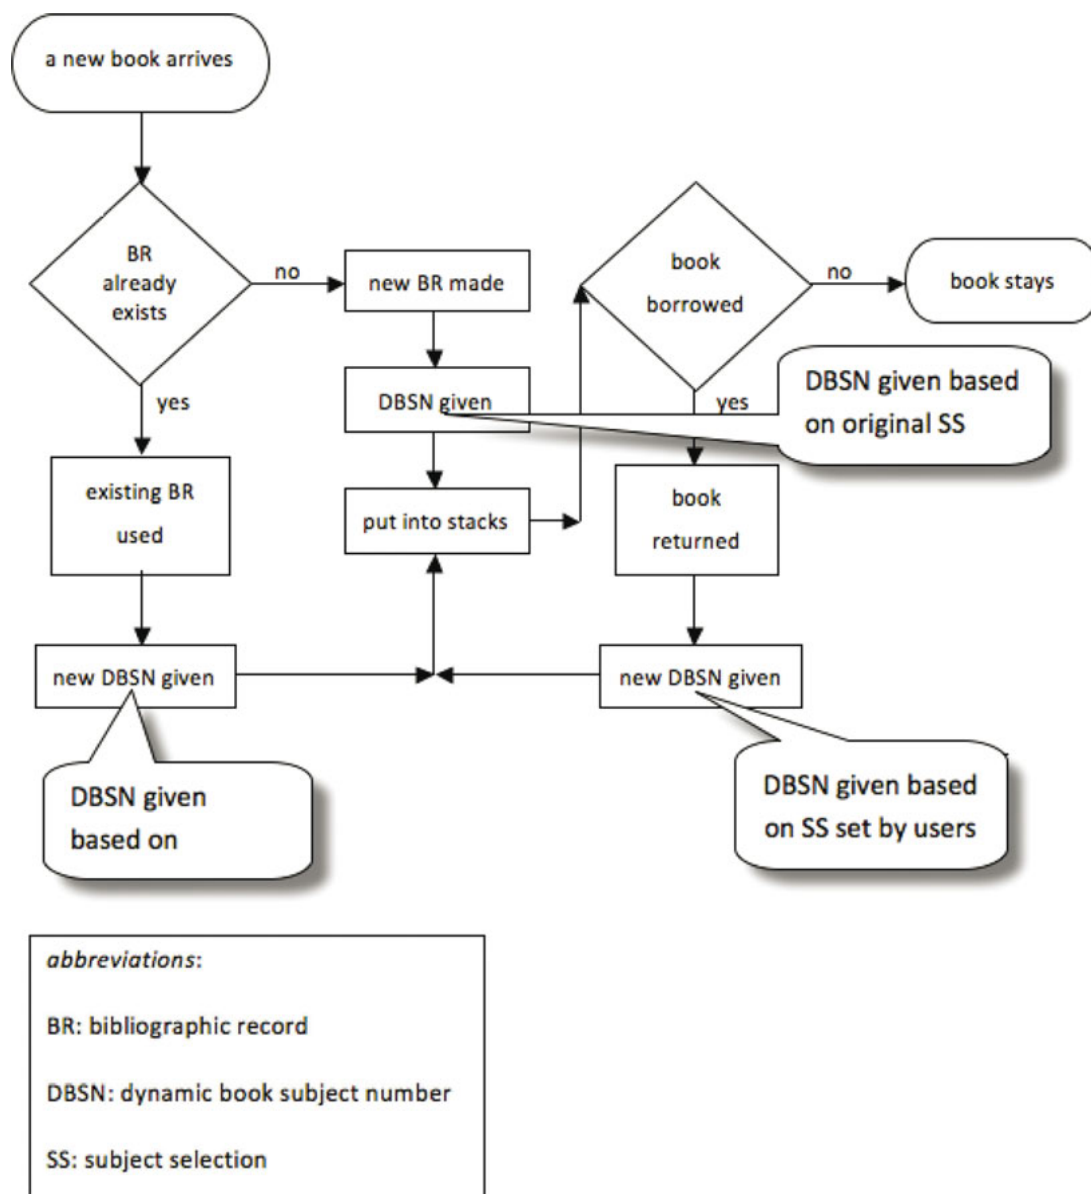 a new book arrives
BR
already
exists
no
new BR made
book
borrowed
no
book stays
yes
DBSN given
yes
DBSN given based
on original SS
existing BR
used
put into stacks
book
returned
new DBSN given
new DBSN given
DBSN given
based on
DBSN given based
on SS set by users
abbreviations:
BR: bibliographic record
DBSN: dynamic book subject number
SS: subject selection